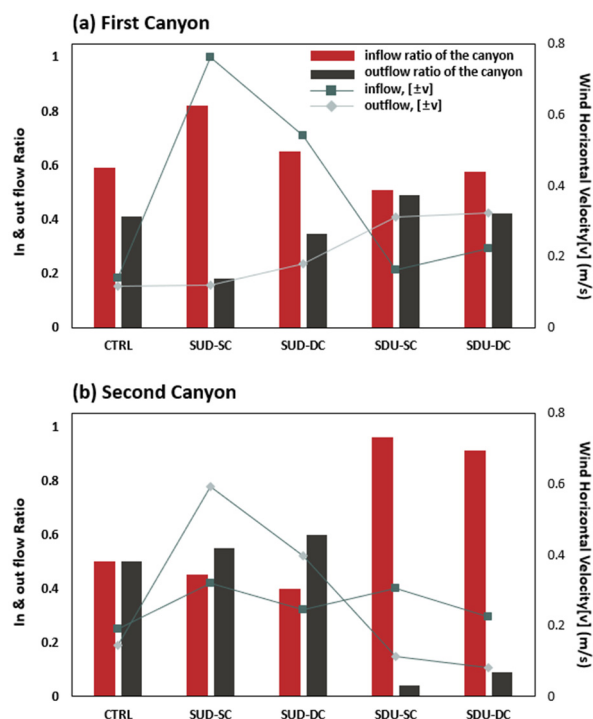 (a) First Canyon
In & out flow Ratio
1
0.8
0.6
0.4
0.2
0
inflow ratio of the canyon
outflow ratio of the canyon
inflow, [±v]
outflow, [±v]
0.8
0.6
0.4
0.2
0
Wind Horizontal Velocity[v] (m/s)
CTRL SUD-SC SUD-DC SDU-SC SDU-DC
(b) Second Canyon
In & out flow Ratio
1
0.8
0.6
0.4
0.2
0
0.8
0.6
0.4
0.2
0
Wind Horizontal Velocity[v] (m/s)
CTRL SUD-SC SUD-DC SDU-SC SDU-DC